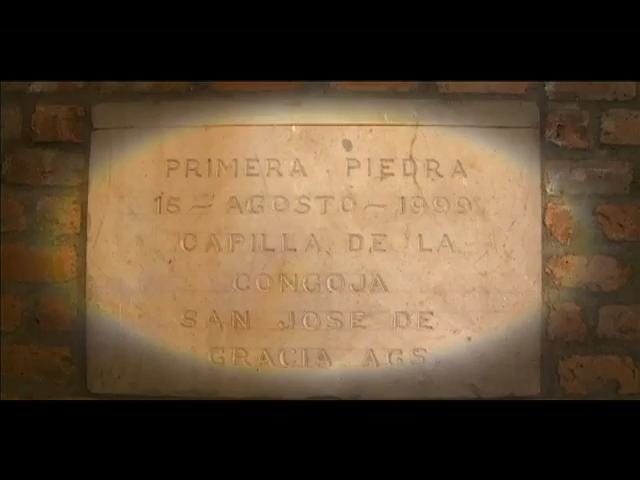 PRIMERA PIEDRA
15 - AGOSTO - 1999
CAPILLA DE LA
CONGOJA
SAN JOSE DE
GRACIA AGS